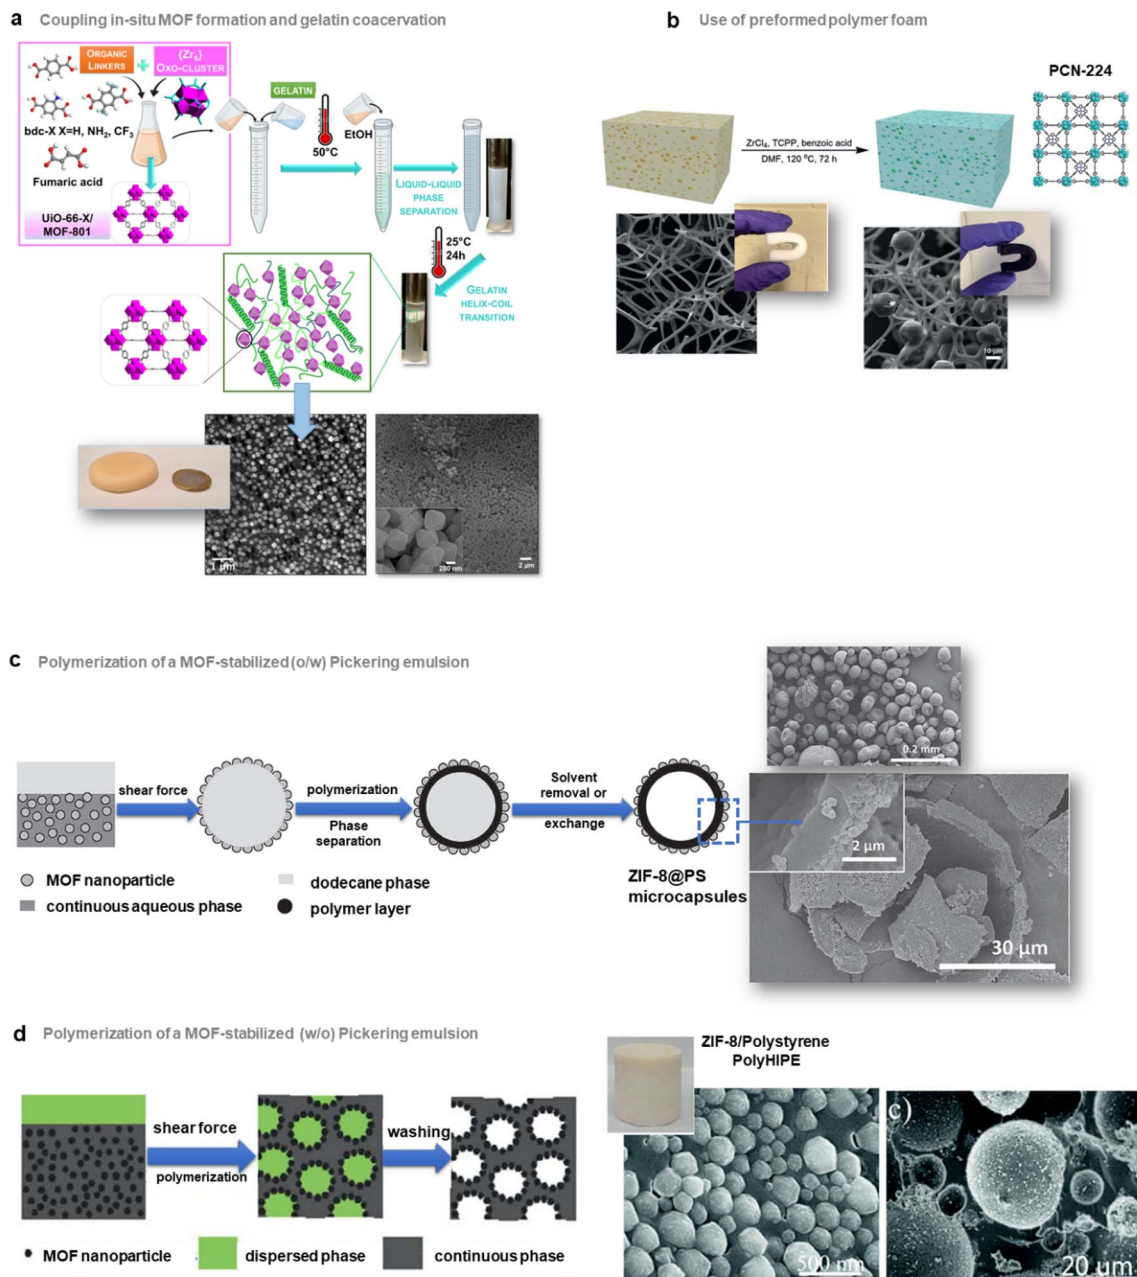 a Coupling in-situ MOF formation and gelatin coacervation
ORGANIC
LINKERS
{Zr6}
OXO-CLUSTER
bdc-X X=H, NH2, CF3
Fumaric acid
UiO-66-X/
MOF-801
GELATIN
50°C
EtOH
LIQUID-LIQUID
PHASE
SEPARATION
25°C
24h
GELATIN
HELIX-COIL
TRANSITION
1 µm
200 nm
2 µm
b Use of preformed polymer foam
PCN-224
ZrCl4, TCPP, benzoic acid
DMF, 120 °C, 72 h
10 µm
c Polymerization of a MOF-stabilized (o/w) Pickering emulsion
shear force
polymerization
Phase
separation
Solvent
removal or
exchange
ZIF-8@PS
microcapsules
MOF nanoparticle
dodecane phase
continuous aqueous phase
polymer layer
0.2 mm
2 µm
30 µm
d Polymerization of a MOF-stabilized (w/o) Pickering emulsion
shear force
polymerization
washing
MOF nanoparticle
dispersed phase
continuous phase
ZIF-8/Polystyrene
PolyHIPE
500 nm
c)
20 µm